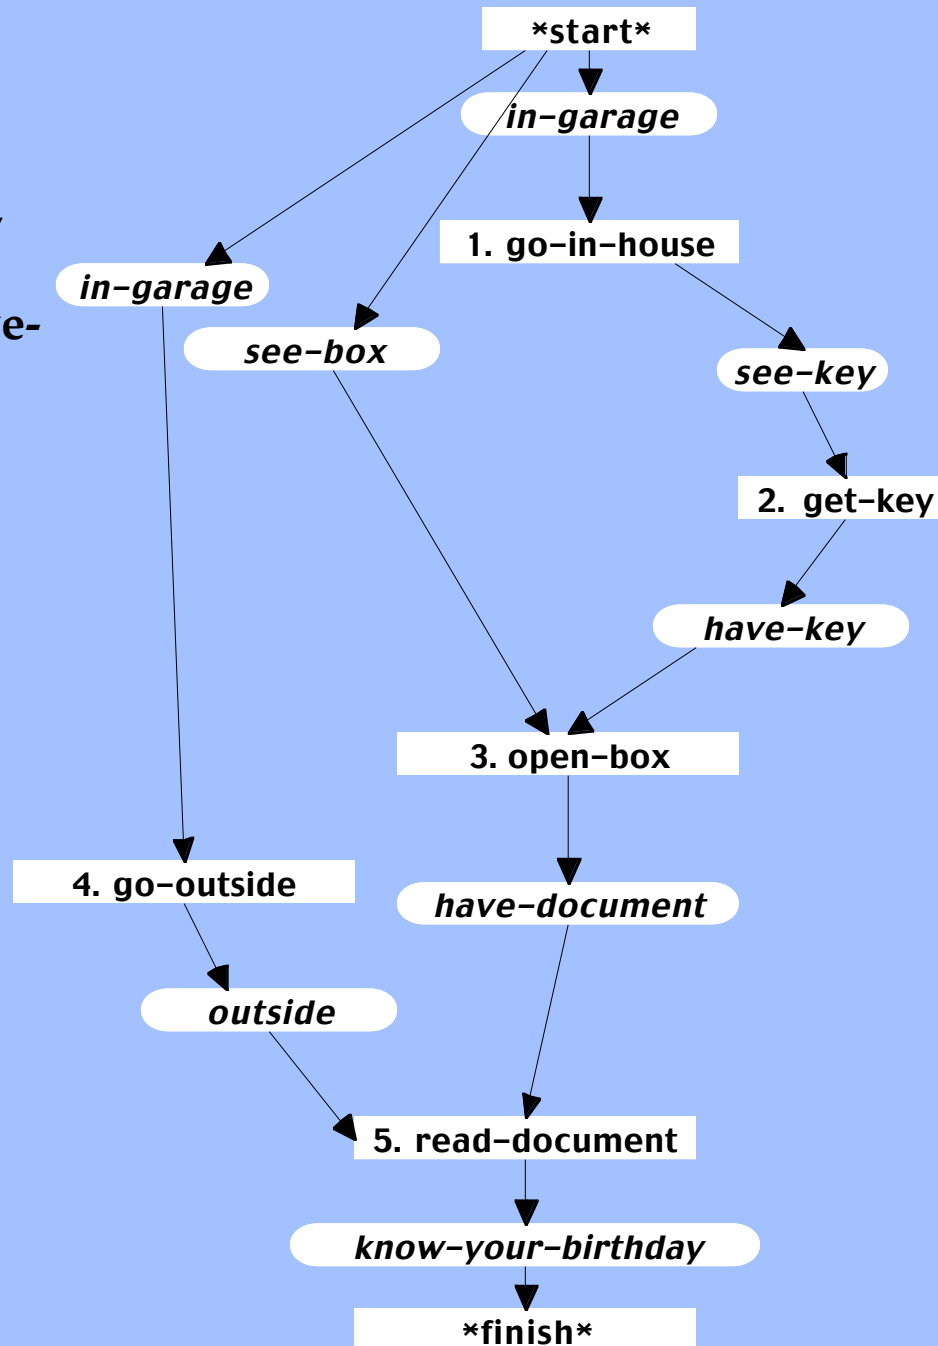 *start*
in-garage
1. go-in-house
in-garage
e-
see-box
see-key
2. get-key
have-key
3. open-box
4. go-outside
have-document
outside
5. read-document
know-your-birthday
*finish*